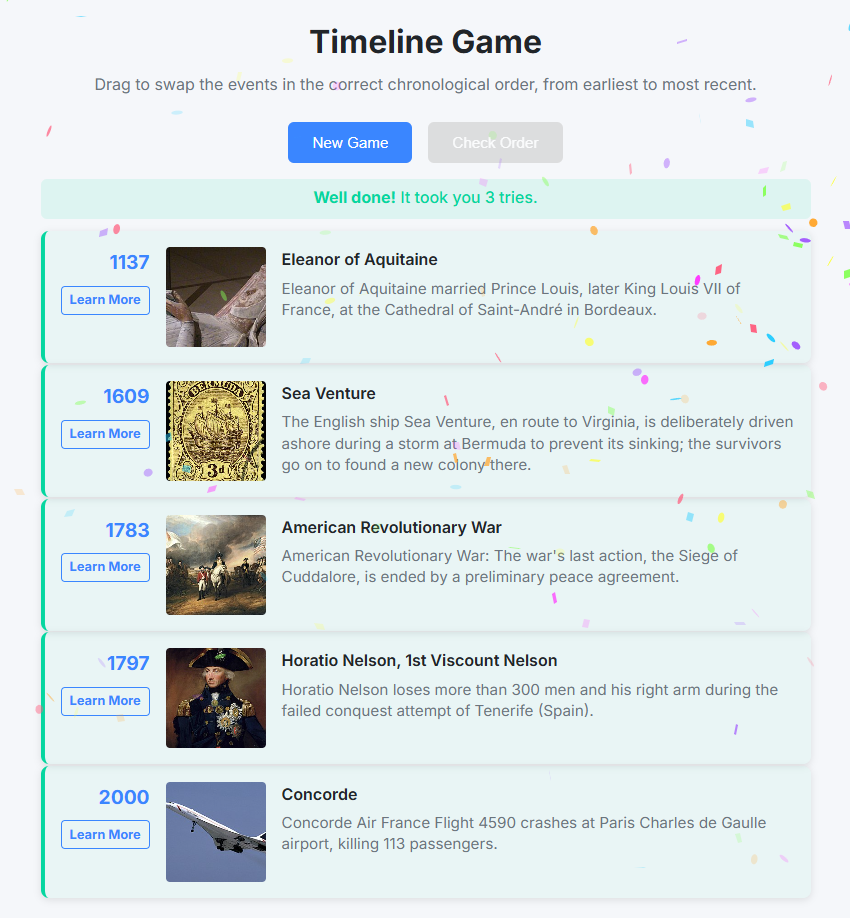 Timeline Game
Drag to swap the events in the correct chronological order, from earliest to most recent.
New Game
Check Order
Well done! It took you 3 tries.
1137
Learn More
Eleanor of Aquitaine
Eleanor of Aquitaine married Prince Louis, later King Louis VII of
France, at the Cathedral of Saint-André in Bordeaux.
1609
Learn More
BERMUDA
3d
Sea Venture
The English ship Sea Venture, en route to Virginia, is deliberately driven
ashore during a storm at Bermuda to prevent its sinking; the survivors
go on to found a new colony there.
1783
Learn More
American Revolutionary War
American Revolutionary War: The war's last action, the Siege of
Cuddalore, is ended by a preliminary peace agreement.
1797
Learn More
Horatio Nelson, 1st Viscount Nelson
Horatio Nelson loses more than 300 men and his right arm during the
failed conquest attempt of Tenerife (Spain).
2000
Learn More
Concorde
Concorde Air France Flight 4590 crashes at Paris Charles de Gaulle
airport, killing 113 passengers.